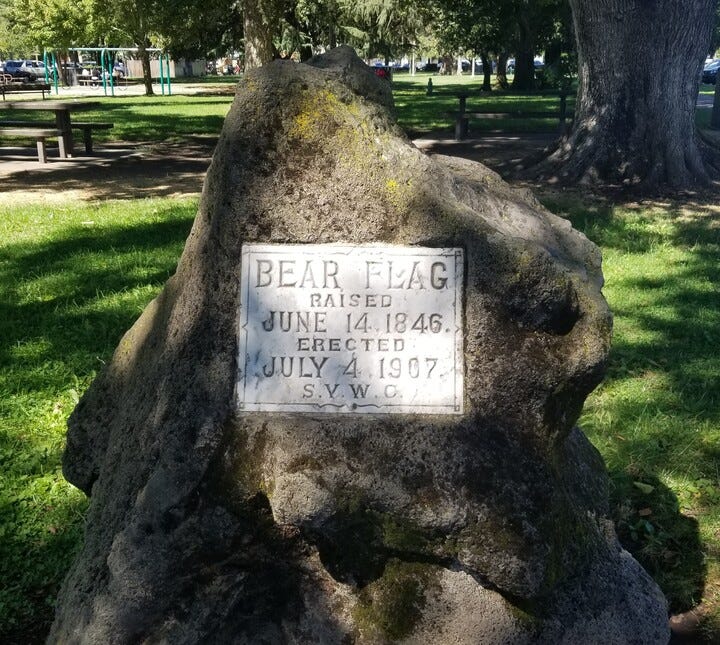 BEAR FLAG
RAISED
JUNE 14. 1846.
ERECTED
JULY 4. 1907.
S.V.W.C.